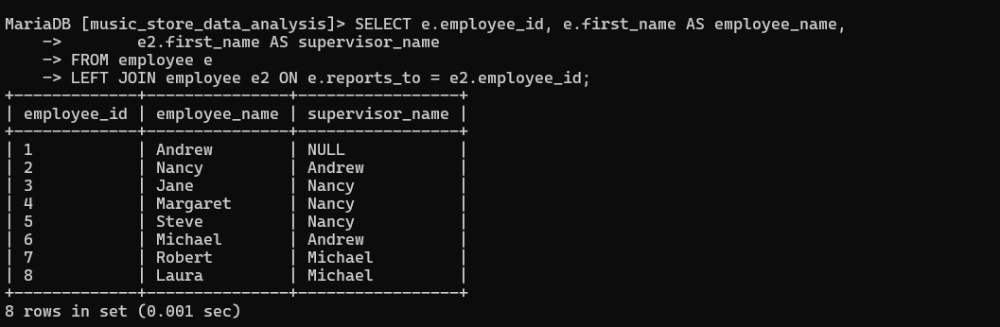 MariaDB [music_store_data_analysis]> SELECT e.employee_id, e.first_name AS employee_name,
    ->        e2.first_name AS supervisor_name
    -> FROM employee e
    -> LEFT JOIN employee e2 ON e.reports_to = e2.employee_id;
+-------------+---------------+-----------------+
| employee_id | employee_name | supervisor_name |
+-------------+---------------+-----------------+
| 1           | Andrew        | NULL            |
| 2           | Nancy         | Andrew          |
| 3           | Jane          | Nancy           |
| 4           | Margaret      | Nancy           |
| 5           | Steve         | Nancy           |
| 6           | Michael       | Andrew          |
| 7           | Robert        | Michael         |
| 8           | Laura         | Michael         |
+-------------+---------------+-----------------+
8 rows in set (0.001 sec)